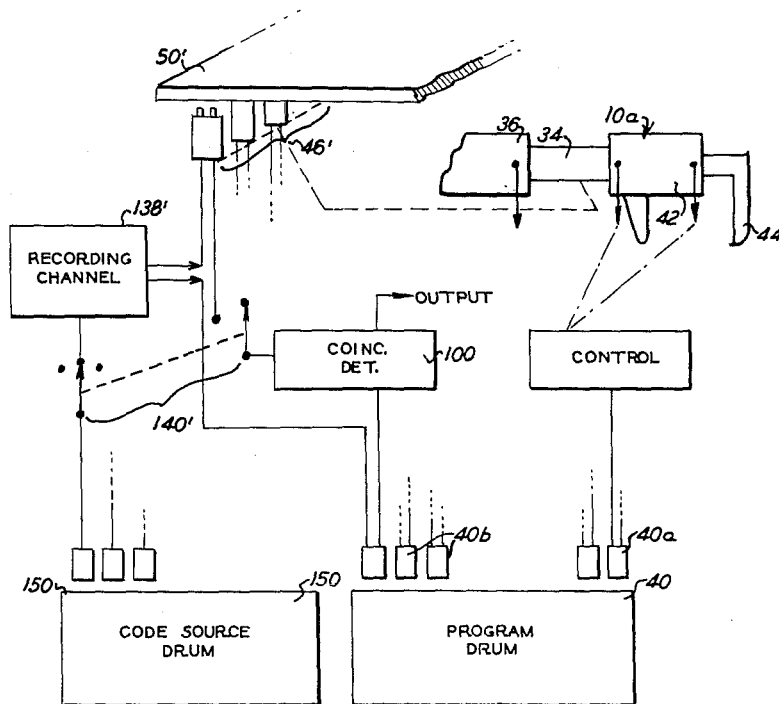 50'
46'
36
34
10a
42
44
138'
RECORDING
CHANNEL
OUTPUT
COINC.
DET.
100
CONTROL
140'
40b
40a
150
150
40
CODE SOURCE
DRUM
PROGRAM
DRUM